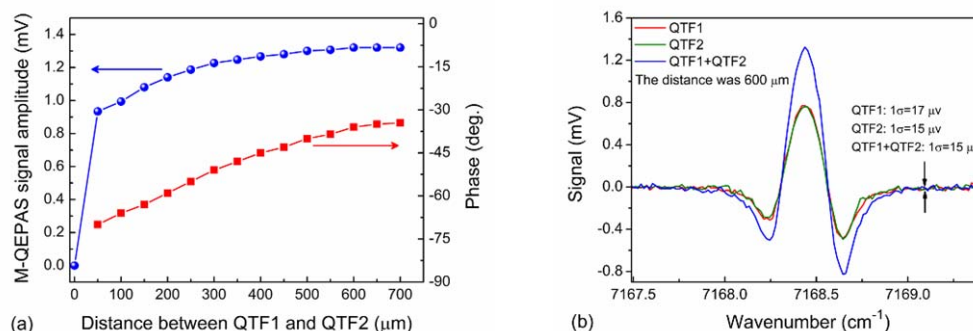 1.4
1.2
1.0
0.8
0.6
0.4
0.2
0.0
M-QEPAS signal amplitude (mV)
0
-15
-30
-45
-60
-75
-90
Phase (deg.)
0 100 200 300 400 500 600 700
(a) Distance between QTF1 and QTF2 (μm)
1.6
1.2
0.8
0.4
0.0
-0.4
-0.8
Signal (mV)
QTF1
QTF2
QTF1+QTF2
The distance was 600 μm
QTF1: 1σ=17 μv
QTF2: 1σ=15 μv
QTF1+QTF2: 1σ=15 μ
7167.5 7168.0 7168.5 7169.0
(b) Wavenumber (cm⁻¹)